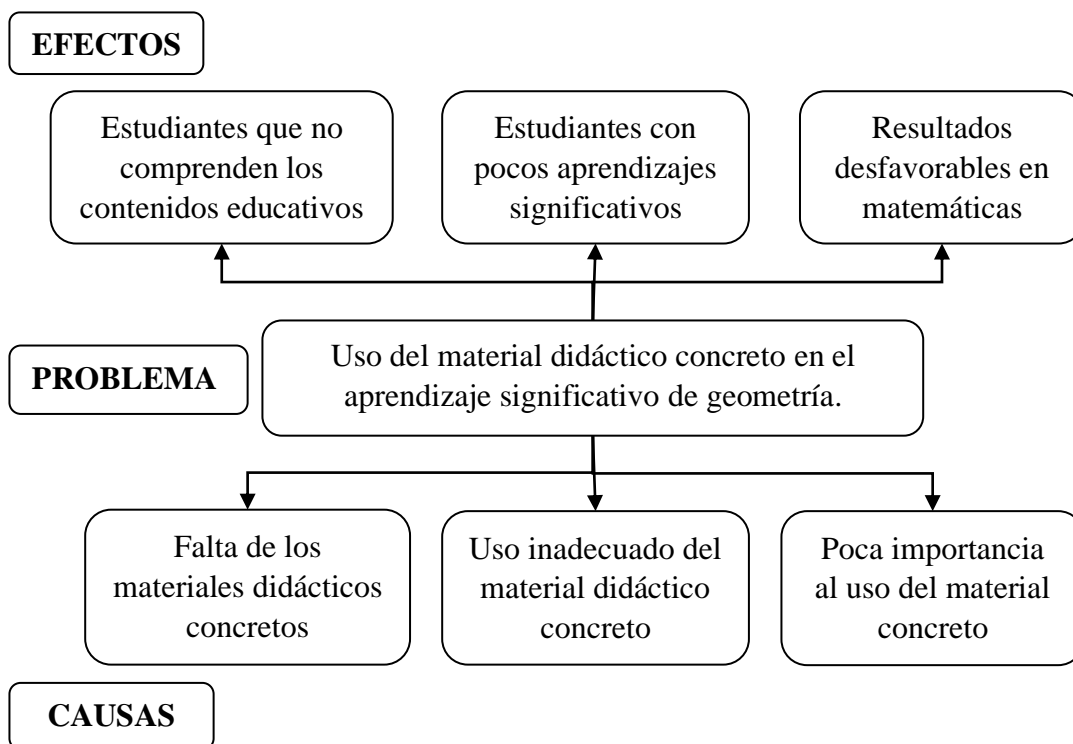 EFECTOS
Estudiantes que no
comprenden los
contenidos educativos
Estudiantes con
pocos aprendizajes
significativos
Resultados
desfavorables en
matemáticas
PROBLEMA
Uso del material didáctico concreto en el
aprendizaje significativo de geometría.
Falta de los
materiales didácticos
concretos
Uso inadecuado del
material didáctico
concreto
Poca importancia
al uso del material
concreto
CAUSAS